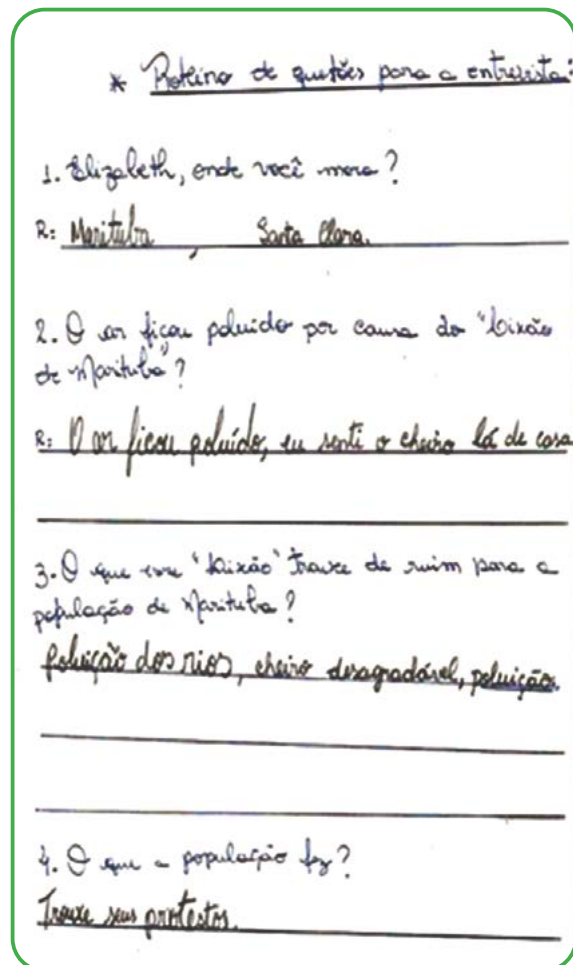 * Roteiro de questões para a entrevista:
1. Elizabeth, onde você mora?
R: Marituba, Santa Clara.
2. O ar ficou poluído por causa do "Lixão
de Marituba"?
R: O ar ficou poluído, eu senti o cheiro lá de casa
3. O que esse "Lixão" trouxe de ruim para a
população de Marituba?
Poluição dos rios, cheiro desagradável, poluição.
4. O que a população fez?
Trouxe seus protestos.